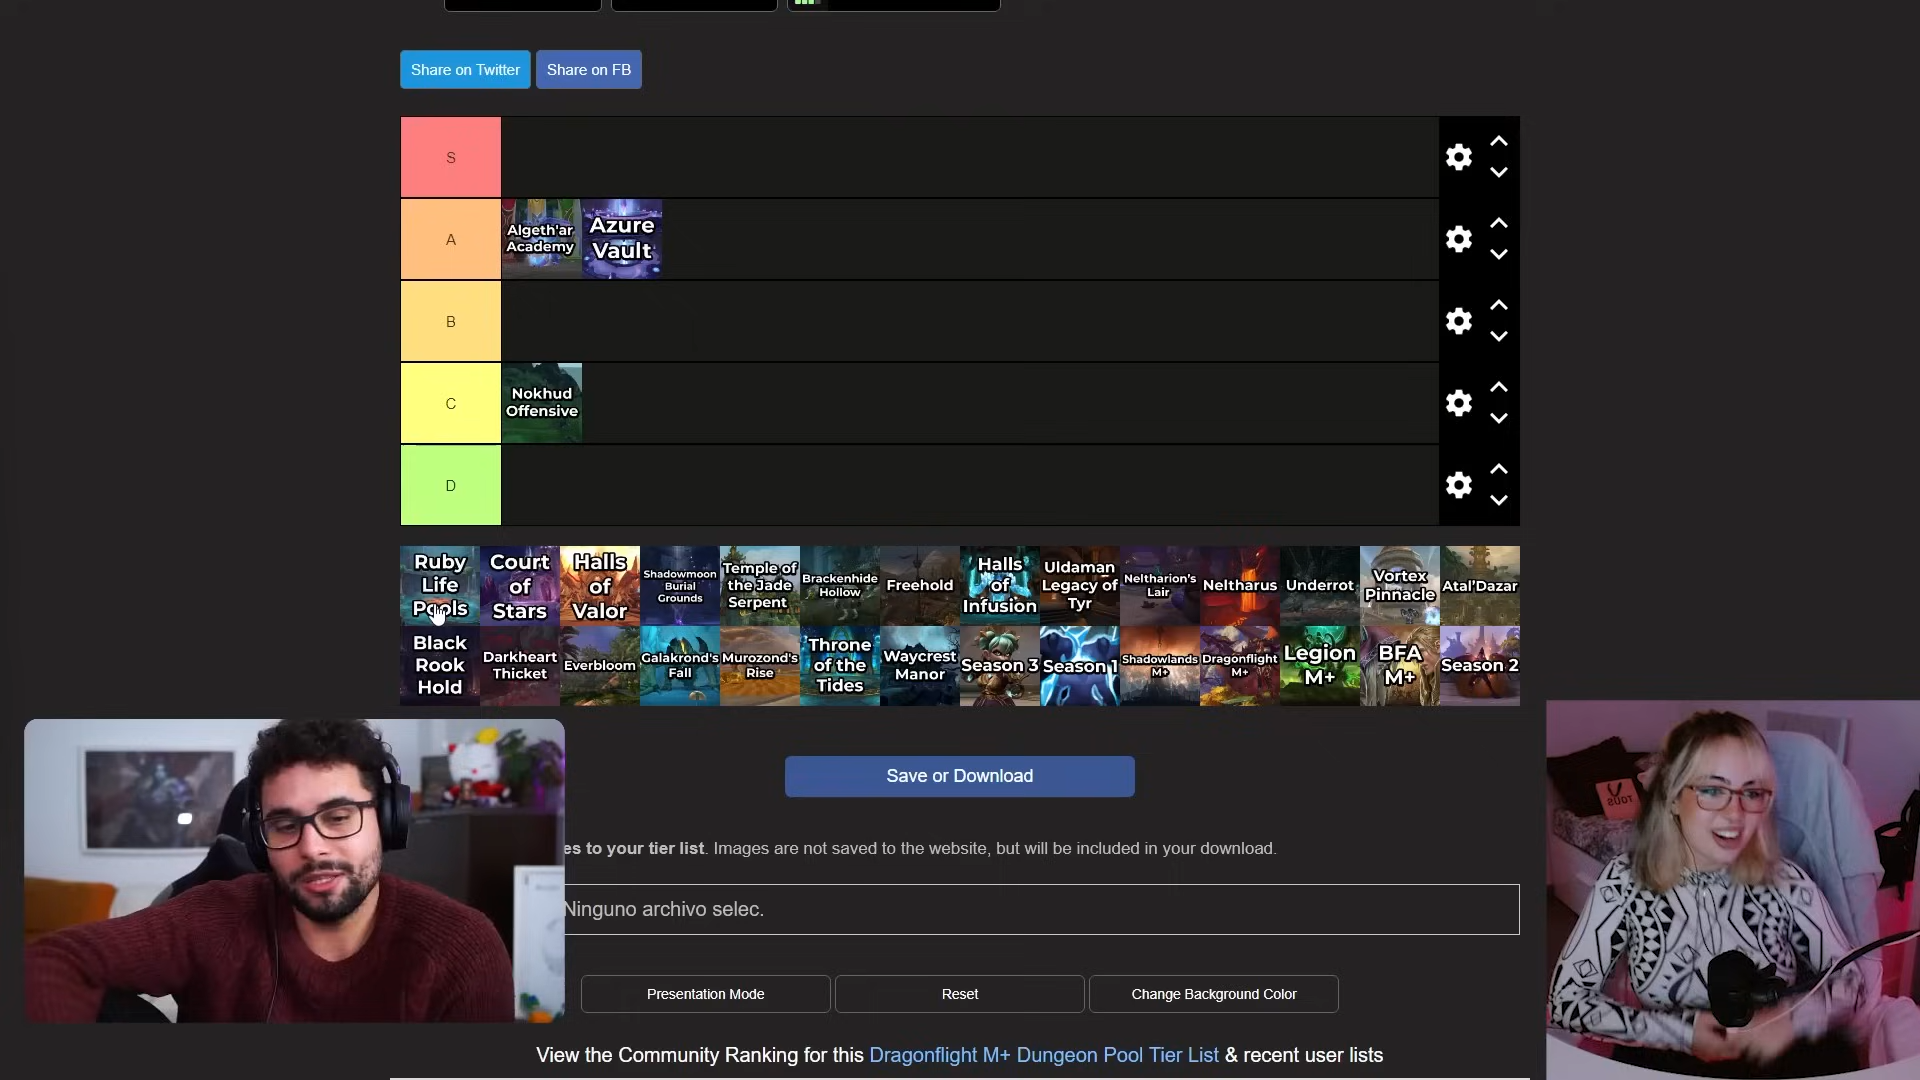 Share on Twitter
Share on FB
S
A
Algeth'ar
Academy
Azure
Vault
B
C
Nokhud
Offensive
D
Ruby
Life
Pools
Court
of
Stars
Halls
of
Valor
Shadowmoon
Burial
Grounds
Temple of
the Jade
Serpent
Brackenhide
Hollow
Freehold
Halls
of
Infusion
Uldaman
Legacy of
Tyr
Neltharion's
Lair
Neltharus
Underrot
Vortex
Pinnacle
Atal'Dazar
Black
Rook
Hold
Darkheart
Thicket
Everbloom
Galakrond's
Fall
Murozond's
Rise
Throne
of the
Tides
Waycrest
Manor
Season 3
Season 1
Shadowlands
M+
Dragonflight
M+
Legion
M+
BFA
M+
Season 2
Save or Download
es to your tier list. Images are not saved to the website, but will be included in your download.
Ninguno archivo selec.
Presentation Mode
Reset
Change Background Color
View the Community Ranking for this Dragonflight M+ Dungeon Pool Tier List & recent user lists